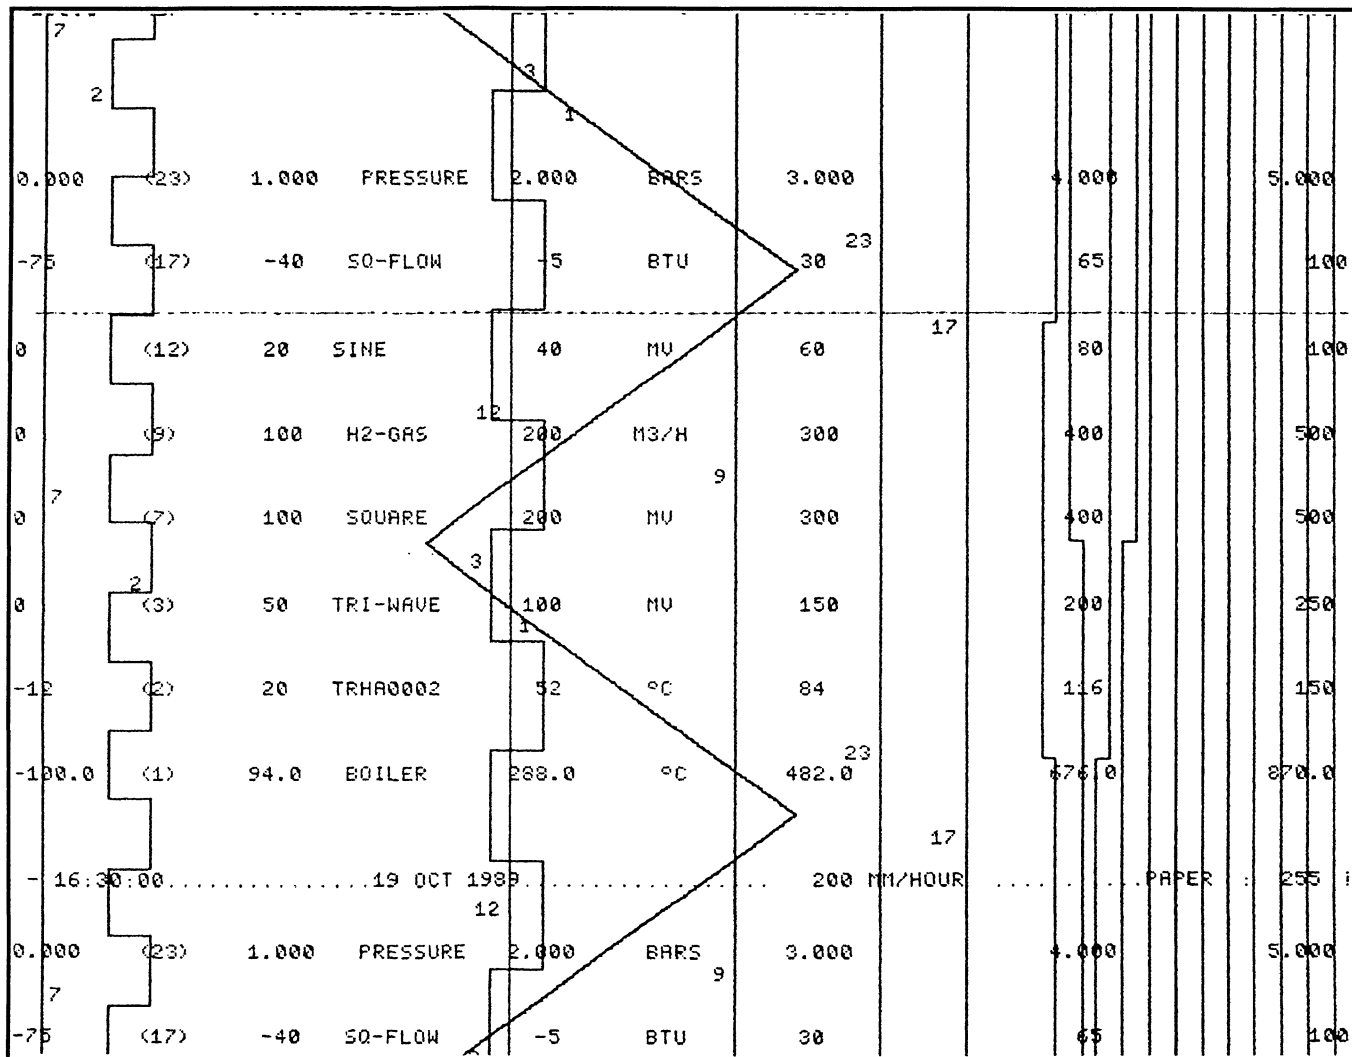 7
3
2
1
0.000 (23) 1.000 PRESSURE 2.000 BARS 3.000 4.000 5.000
23
-75 (17) -40 SQ-FLOW -5 BTU 30 65 100
17
0 (12) 20 SINE 40 MV 60 80 100
12
0 (9) 100 H2-GAS 200 M3/H 300 400 500
9
7
0 (7) 100 SQUARE 200 MV 300 400 500
3
2
0 (3) 50 TRI-WAVE 100 MV 150 200 250
1
-12 (2) 20 TRHA0002 52 ºC 84 116 150
23
-100.0 (1) 94.0 BOILER 288.0 ºC 482.0 676.0 870.0
17
- 16:30:00..................19 OCT 1989..................... 200 MM/HOUR ............PAPER : 255
12
0.000 (23) 1.000 PRESSURE 2.000 BARS 3.000 4.000 5.000
9
7
-75 (17) -40 SQ-FLOW -5 BTU 30 65 100